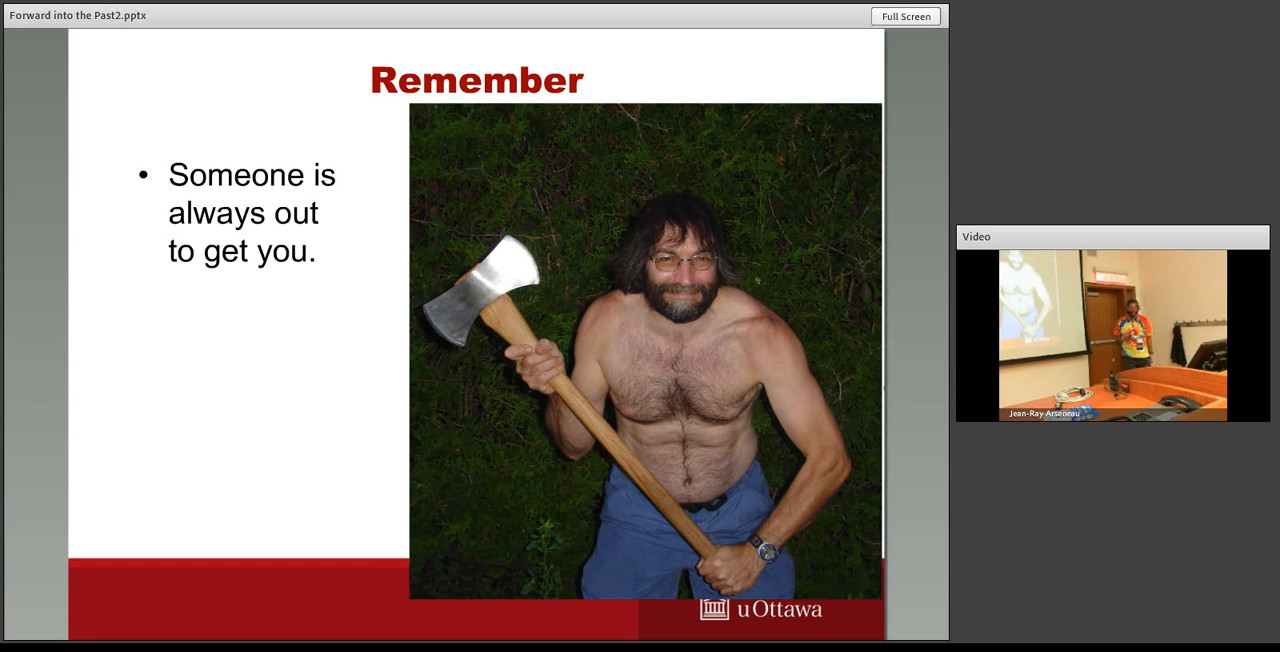 Forward into the Past2.pptx
Full Screen
Remember
• Someone is
always out
to get you.
uOttawa
Video
Jean-Ray Arseneau